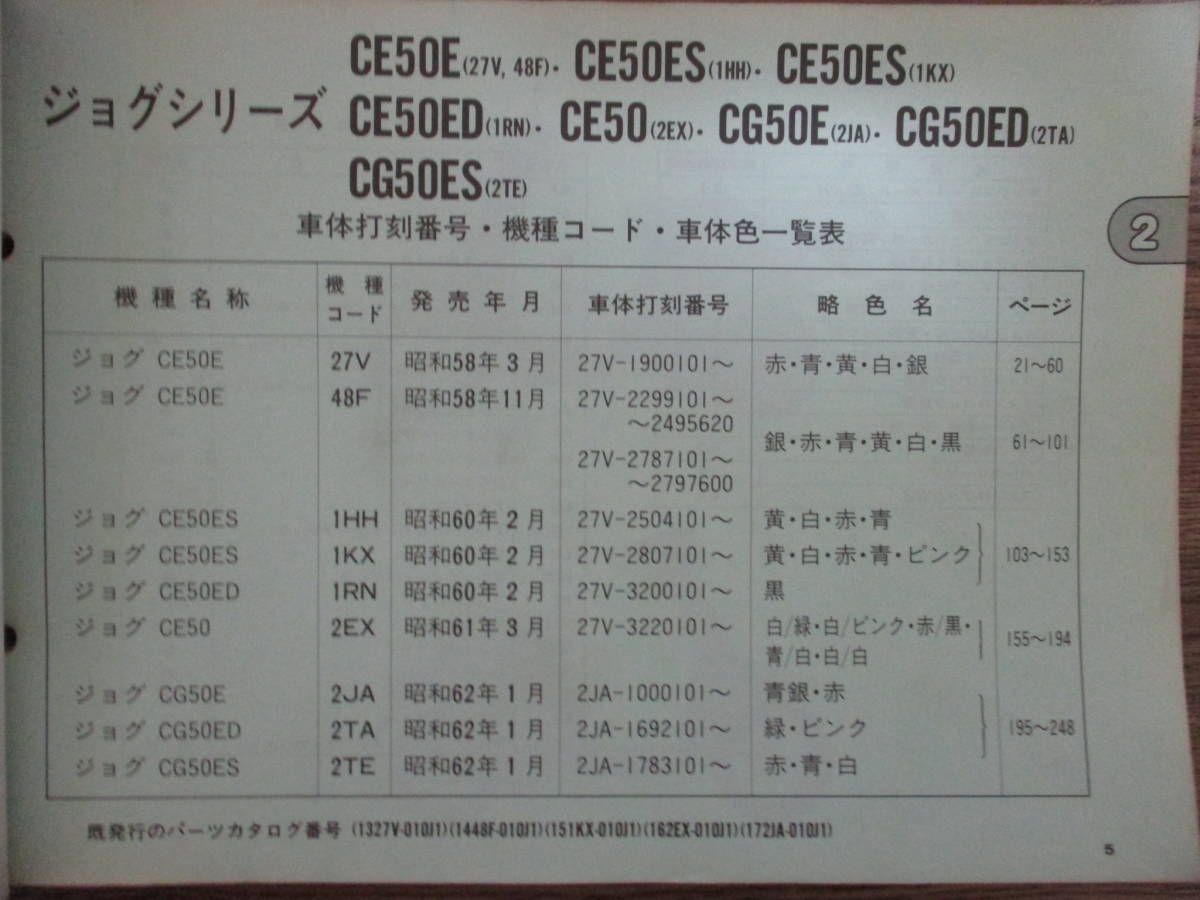 ジョグシリーズ
CE50E(27V, 48F)・ CE50ES(1HH)・ CE50ES(1KX)
CE50ED(1RN)・ CE50(2EX)・ CG50E(2JA)・ CG50ED(2TA)
CG50ES(2TE)
車体打刻番号・機種コード・車体色一覧表
2
機種名称 機種コード 発売年月 車体打刻番号 略色名 ページ
ジョグ CE50E 27V 昭和58年3月 27V-1900101～ 赤・青・黄・白・銀 21～60
ジョグ CE50E 48F 昭和58年11月 27V-2299101～
～2495620
銀・赤・青・黄・白・黒 61～101
27V-2787101～
～2797600
ジョグ CE50ES 1HH 昭和60年2月 27V-2504101～ 黄・白・赤・青
ジョグ CE50ES 1KX 昭和60年2月 27V-2807101～ 黄・白・赤・青・ピンク 103～153
ジョグ CE50ED 1RN 昭和60年2月 27V-3200101～ 黒
ジョグ CE50 2EX 昭和61年3月 27V-3220101～ 白/緑・白/ピンク・赤/黒・
青/白・白/白 155～194
ジョグ CG50E 2JA 昭和62年1月 2JA-1000101～ 青銀・赤
ジョグ CG50ED 2TA 昭和62年1月 2JA-1692101～ 緑・ピンク 195～248
ジョグ CG50ES 2TE 昭和62年1月 2JA-1783101～ 赤・青・白
既発行のパーツカタログ番号 (1327V-010J1)(1448F-010J1)(151KX-010J1)(162EX-010J1)(172JA-010J1)
5